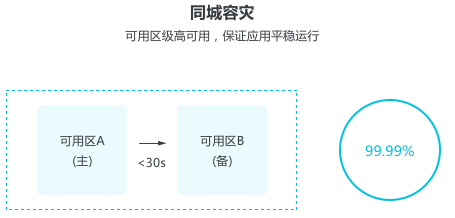 同城容灾
可用区级高可用，保证应用平稳运行
可用区A
(主)
<30s
可用区B
(备)
99.99%